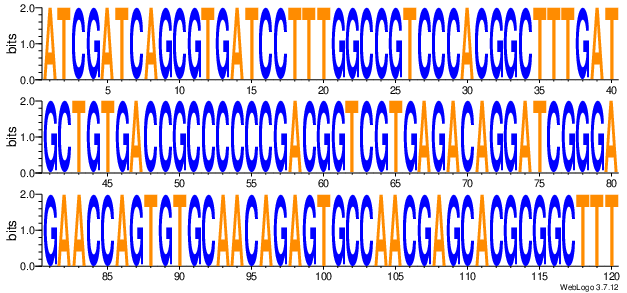 bits
2.0
1.0
0.0
ATCGATCAGCGTGATCCTTTGGCCGTCCCACGGCTTTGAT
5 10 15 20 25 30 35 40
bits
2.0
1.0
0.0
GCTGTGACCGCCCCCCGACGGTCGTGAGACAGGATCGGGA
45 50 55 60 65 70 75 80
bits
2.0
1.0
0.0
GAACCAGTGTGCAACAGAGTGCCAACGAGCACGCGGCTTT
85 90 95 100 105 110 115 120
WebLogo 3.7.12